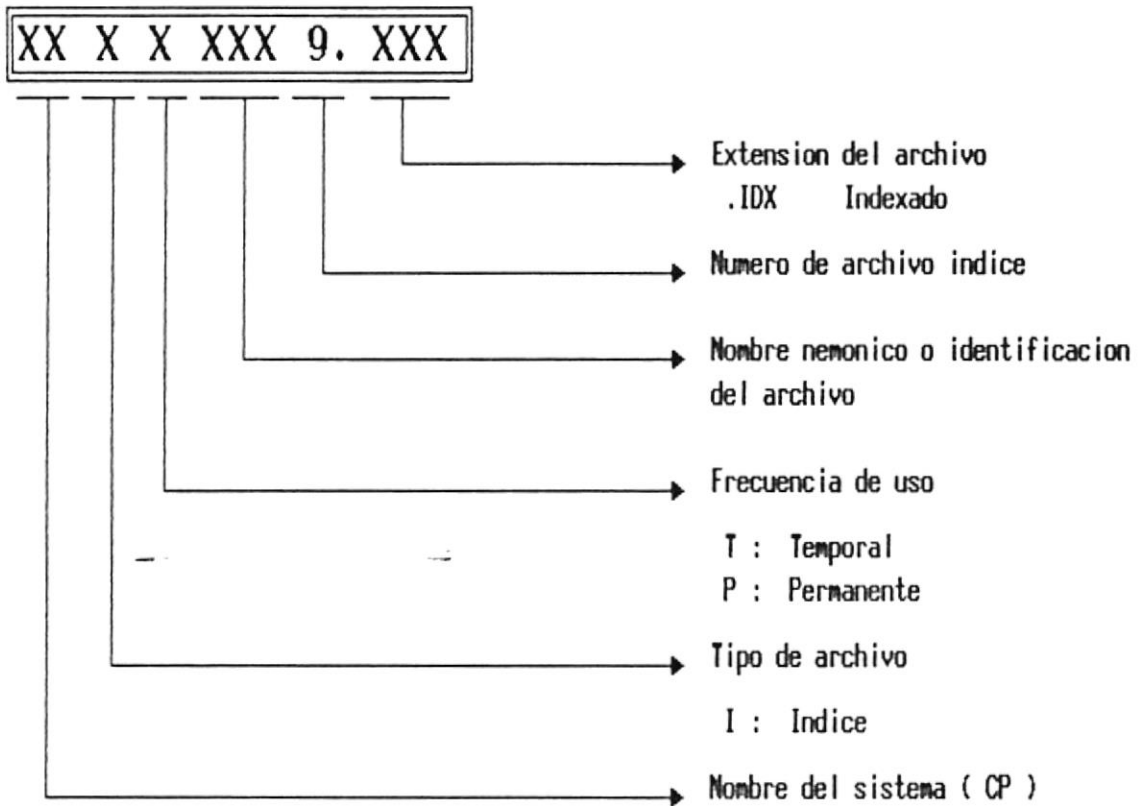 XX X X XXX 9. XXX
Extension del archivo
.IDX Indexado
Numero de archivo indice
Nombre nemonico o identificacion
del archivo
Frecuencia de uso
T : Temporal
P : Permanente
Tipo de archivo
I : Indice
Nombre del sistema ( CP )